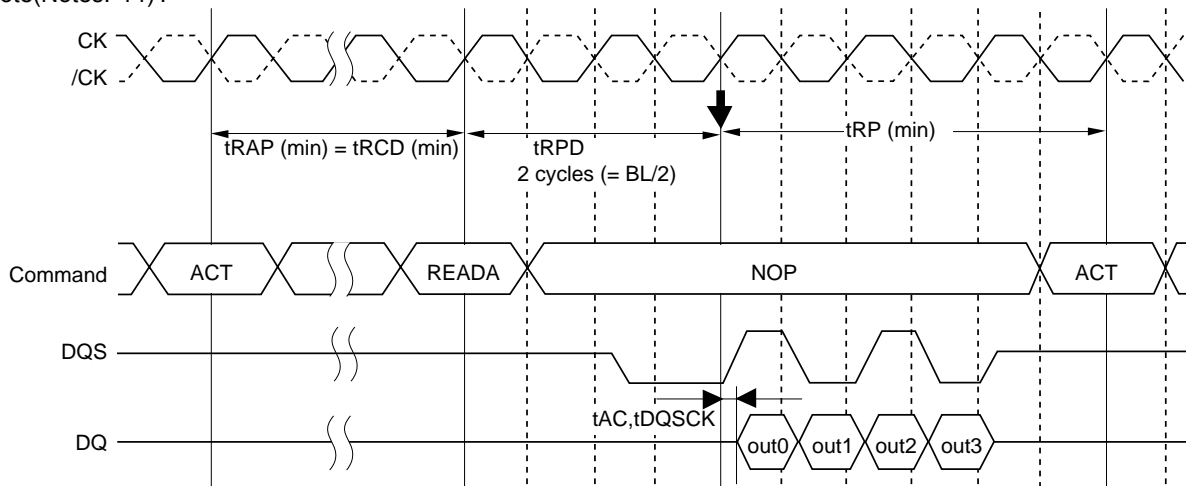 CK
/CK
tRAP (min) = tRCD (min)
tRPD
2 cycles (= BL/2)
tRP (min)
Command
ACT
READA
NOP
ACT
DQS
tAC,tDQSCK
DQ
out0
out1
out2
out3